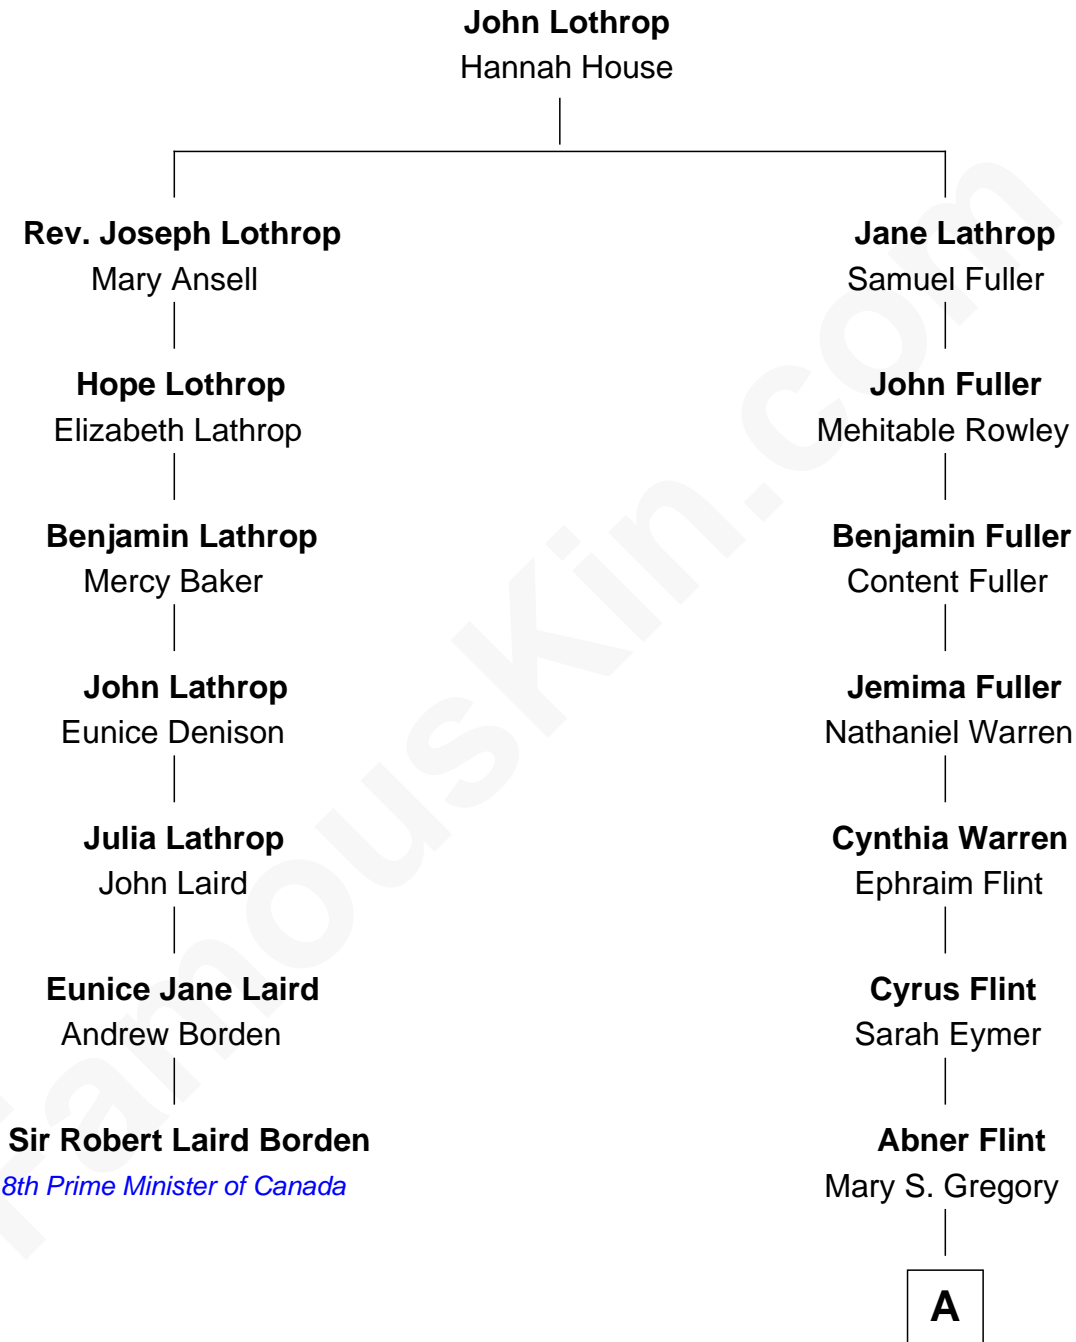 John Lothrop
Hannah House
Rev. Joseph Lothrop
Mary Ansell
Jane Lathrop
Samuel Fuller
Hope Lothrop
Elizabeth Lathrop
John Fuller
Mehitable Rowley
Benjamin Lathrop
Mercy Baker
Benjamin Fuller
Content Fuller
John Lathrop
Eunice Denison
Jemima Fuller
Nathaniel Warren
Julia Lathrop
John Laird
Cynthia Warren
Ephraim Flint
Eunice Jane Laird
Andrew Borden
Cyrus Flint
Sarah Eymer
Sir Robert Laird Borden
8th Prime Minister of Canada
Abner Flint
Mary S. Gregory
A
FamousKin.com